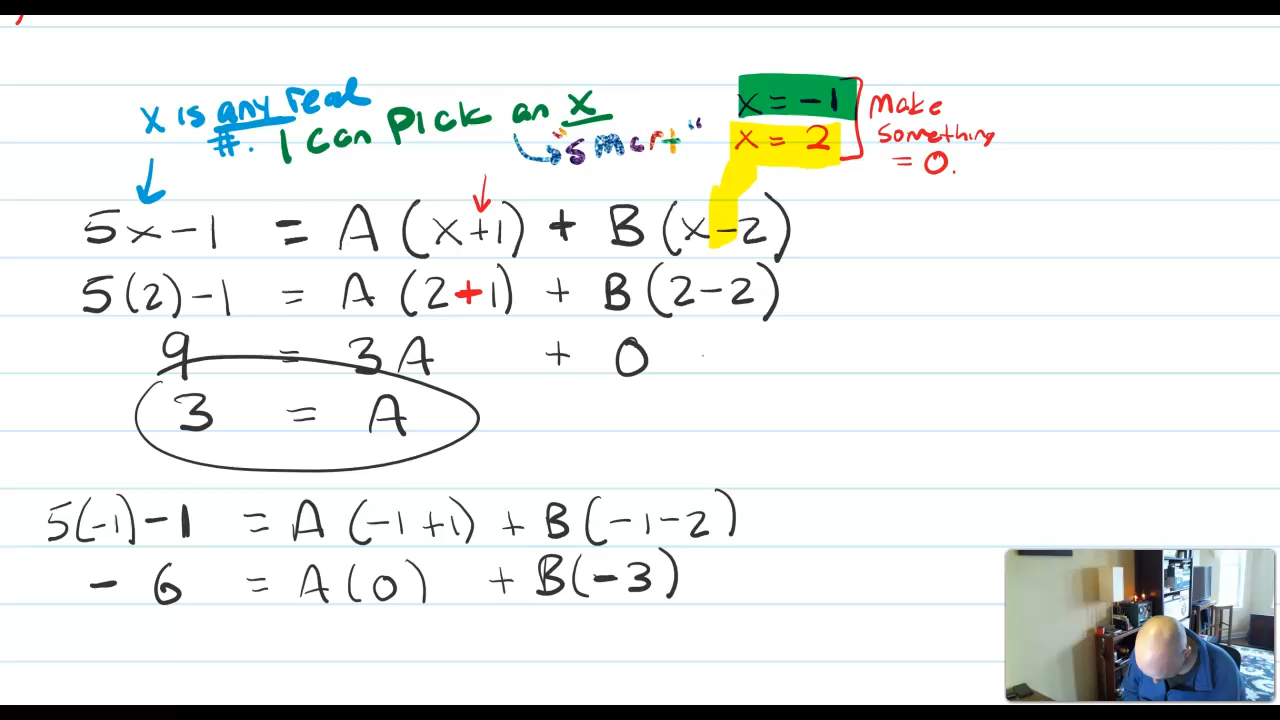 x is any real #.
I can pick an x
"smart"
x = -1
x = 2
Make something = 0.
5x - 1 = A (x+1) + B (x-2)
5(2) - 1 = A (2+1) + B (2-2)
9 = 3A + 0
3 = A
5(-1) - 1 = A (-1+1) + B (-1-2)
- 6 = A (0) + B(-3)